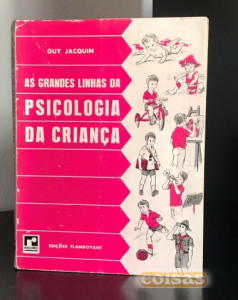 GUY JACQUIN
AS GRANDES LINHAS DA
PSICOLOGIA
DA CRIANÇA
EDIÇÕES FLAMBOYANT
coisas